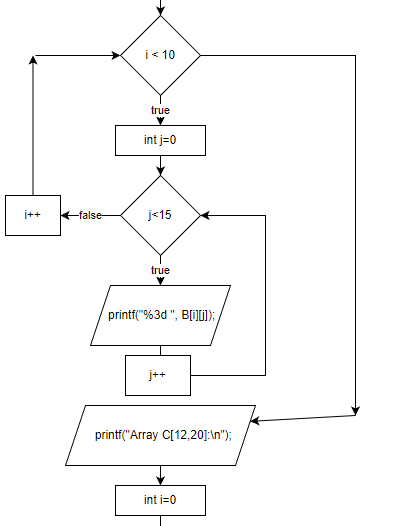 i < 10
true
int j=0
i++
false
j<15
true
printf("%3d ", B[i][j]);
j++
printf("Array C[12,20]:\n");
int i=0